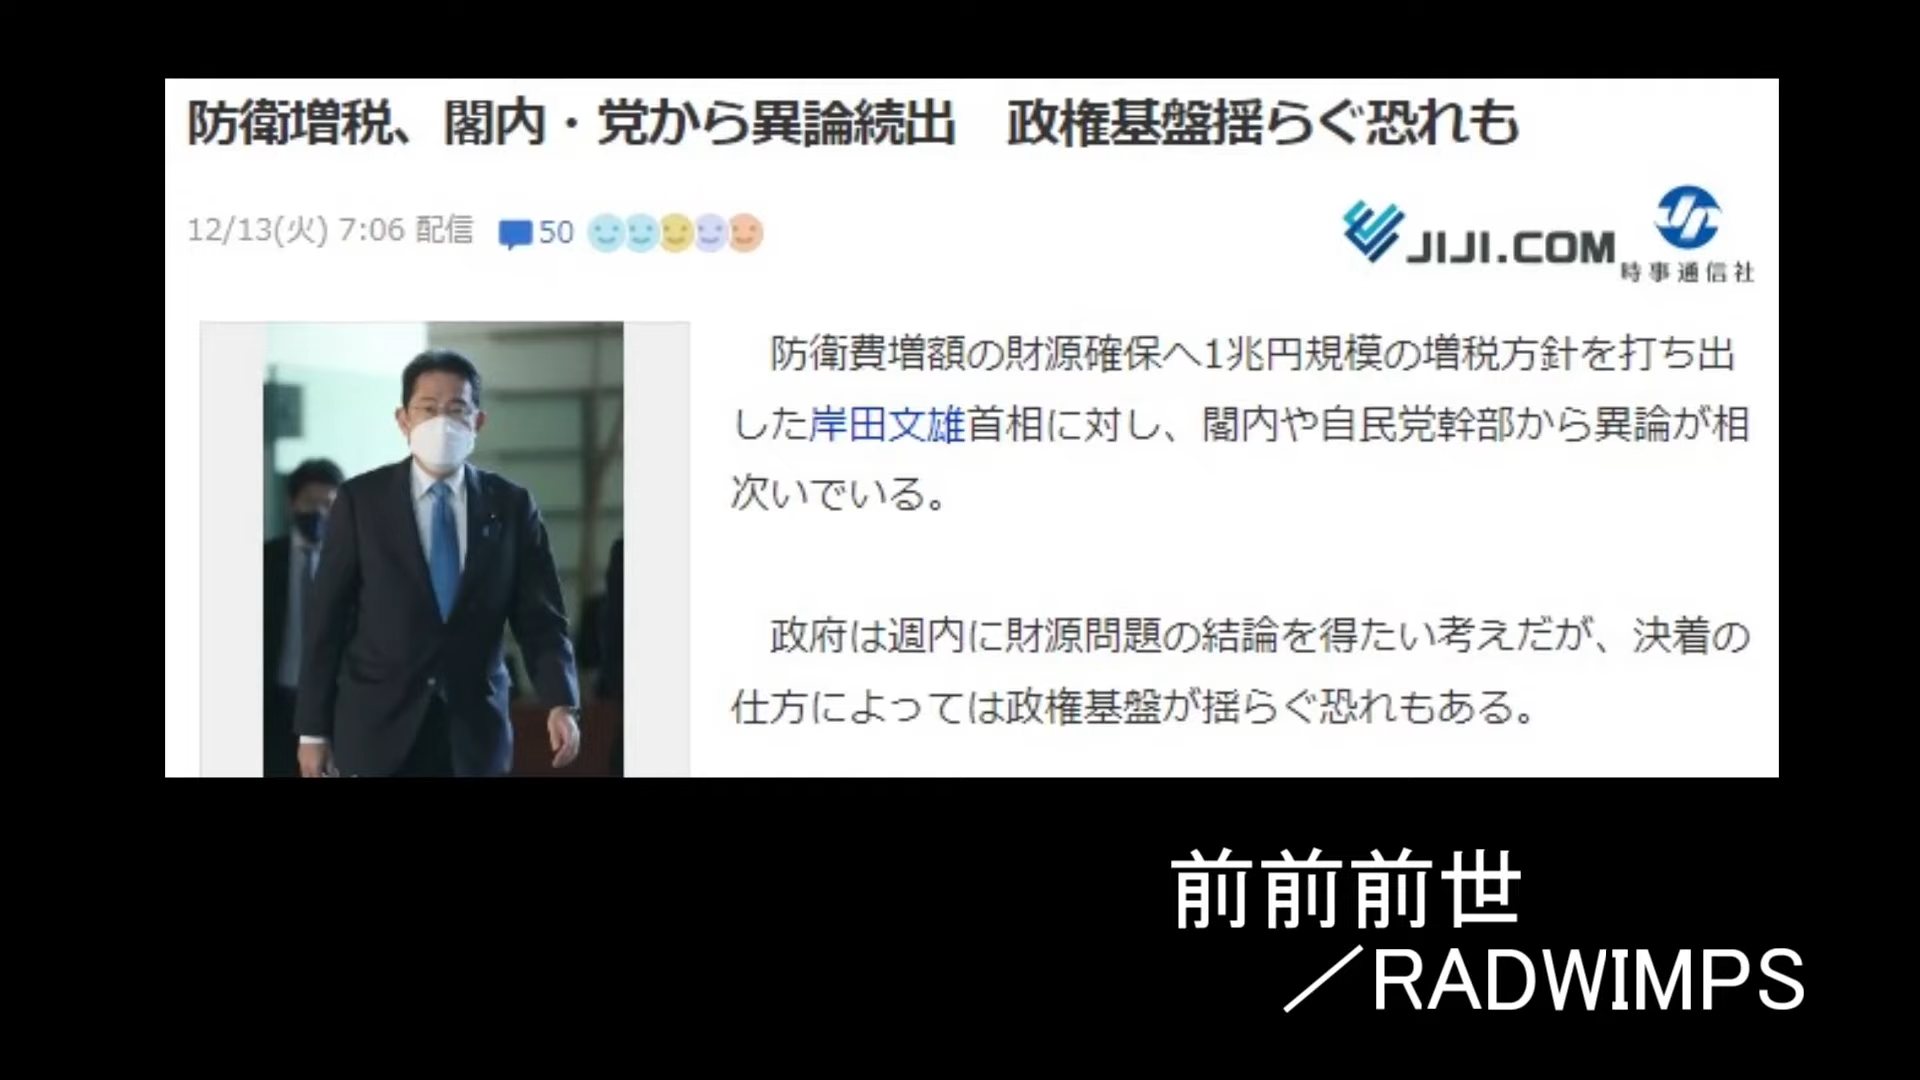 防衛増税、閣内・党から異論続出　政権基盤揺らぐ恐れも
12/13(火) 7:06 配信 50
JIJI.COM
時事通信社
防衛費増額の財源確保へ1兆円規模の増税方針を打ち出
した岸田文雄首相に対し、閣内や自民党幹部から異論が相
次いでいる。
政府は週内に財源問題の結論を得たい考えだが、決着の
仕方によっては政権基盤が揺らぐ恐れもある。
前前前世
／RADWIMPS